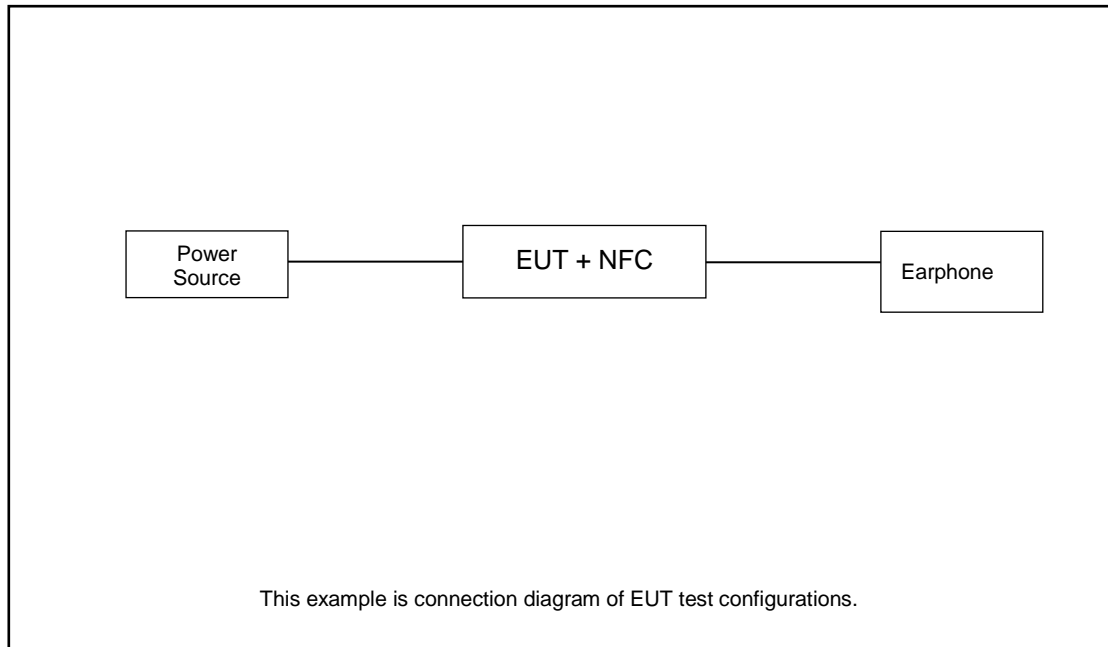 Power
Source
EUT + NFC
Earphone
This example is connection diagram of EUT test configurations.